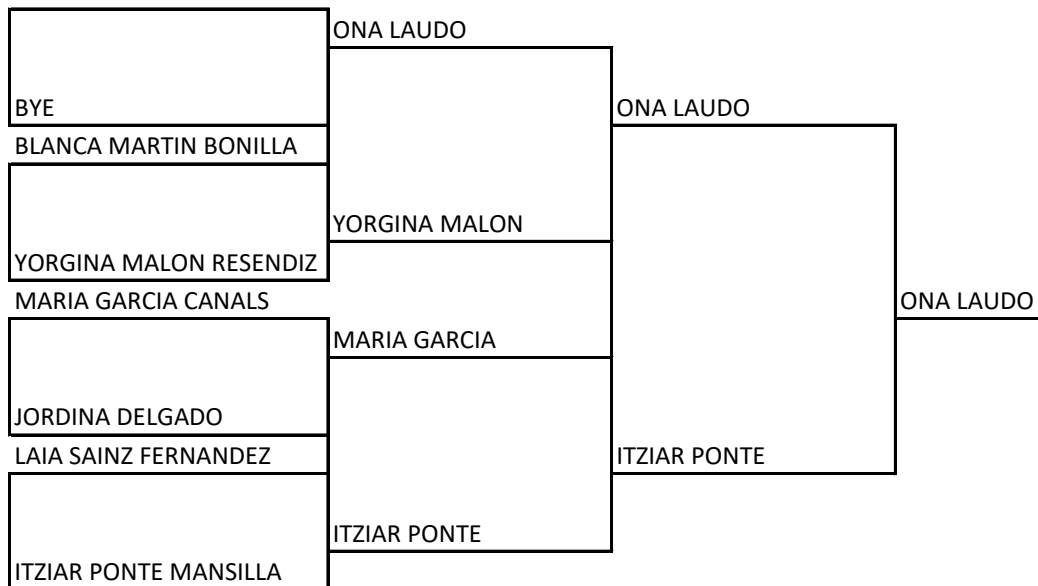 ONA LAUDO
BYE
ONA LAUDO
BLANCA MARTIN BONILLA
YORGINA MALON
YORGINA MALON RESENDIZ
MARIA GARCIA CANALS
ONA LAUDO
MARIA GARCIA
JORDINA DELGADO
LAIA SAINZ FERNANDEZ
ITZIAR PONTE
ITZIAR PONTE
ITZIAR PONTE MANSILLA